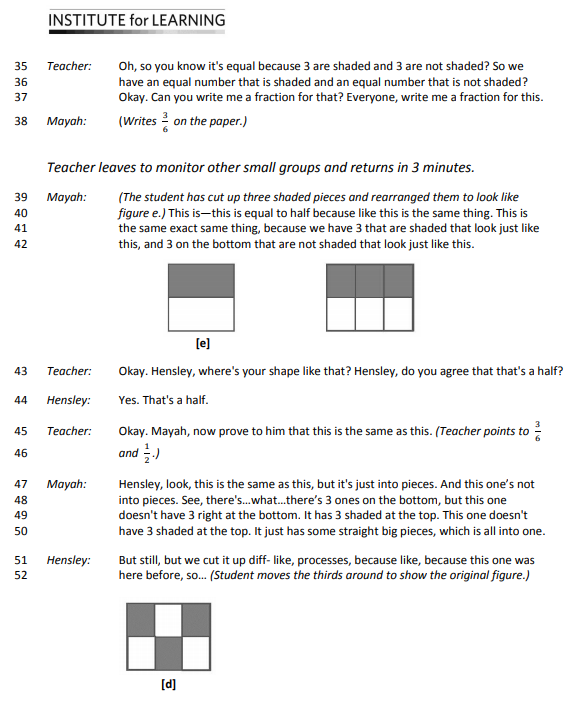 INSTITUTE for LEARNING
35 Teacher: Oh, so you know it's equal because 3 are shaded and 3 are not shaded? So we
36 have an equal number that is shaded and an equal number that is not shaded?
37 Okay. Can you write me a fraction for that? Everyone, write me a fraction for this.
38 Mayah: (Writes 3/6 on the paper.)
Teacher leaves to monitor other small groups and returns in 3 minutes.
39 Mayah: (The student has cut up three shaded pieces and rearranged them to look like
40 figure e.) This is—this is equal to half because like this is the same thing. This is
41 the same exact same thing, because we have 3 that are shaded that look just like
42 this, and 3 on the bottom that are not shaded that look just like this.
[e]
43 Teacher: Okay. Hensley, where's your shape like that? Hensley, do you agree that that's a half?
44 Hensley: Yes. That's a half.
45 Teacher: Okay. Mayah, now prove to him that this is the same as this. (Teacher points to 3/6
46 and 1/2.)
47 Mayah: Hensley, look, this is the same as this, but it's just into pieces. And this one's not
48 into pieces. See, there's...what...there's 3 ones on the bottom, but this one
49 doesn't have 3 right at the bottom. It has 3 shaded at the top. This one doesn't
50 have 3 shaded at the top. It just has some straight big pieces, which is all into one.
51 Hensley: But still, but we cut it up diff- like, processes, because like, because this one was
52 here before, so... (Student moves the thirds around to show the original figure.)
[d]